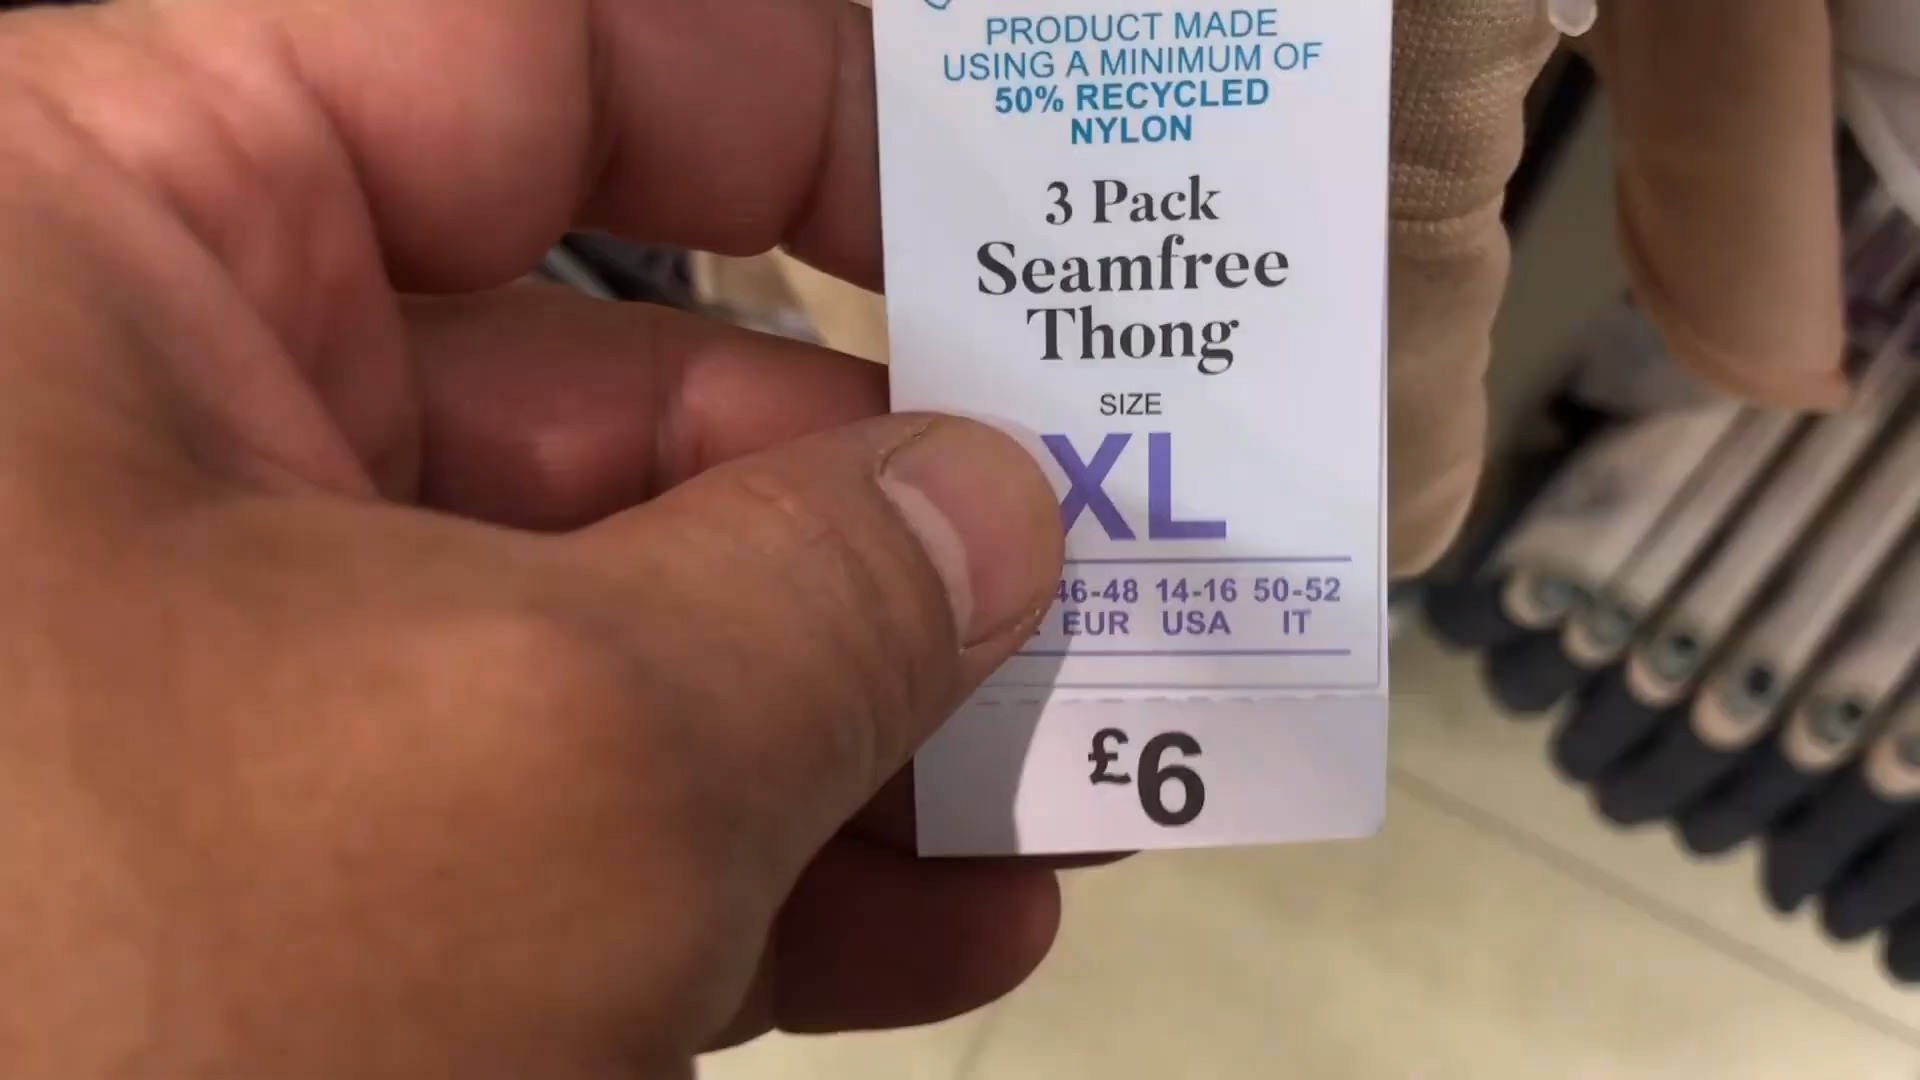 PRODUCT MADE
USING A MINIMUM OF
50% RECYCLED
NYLON
3 Pack
Seamfree
Thong
SIZE
XL
46-48 14-16 50-52
EUR USA IT
£6